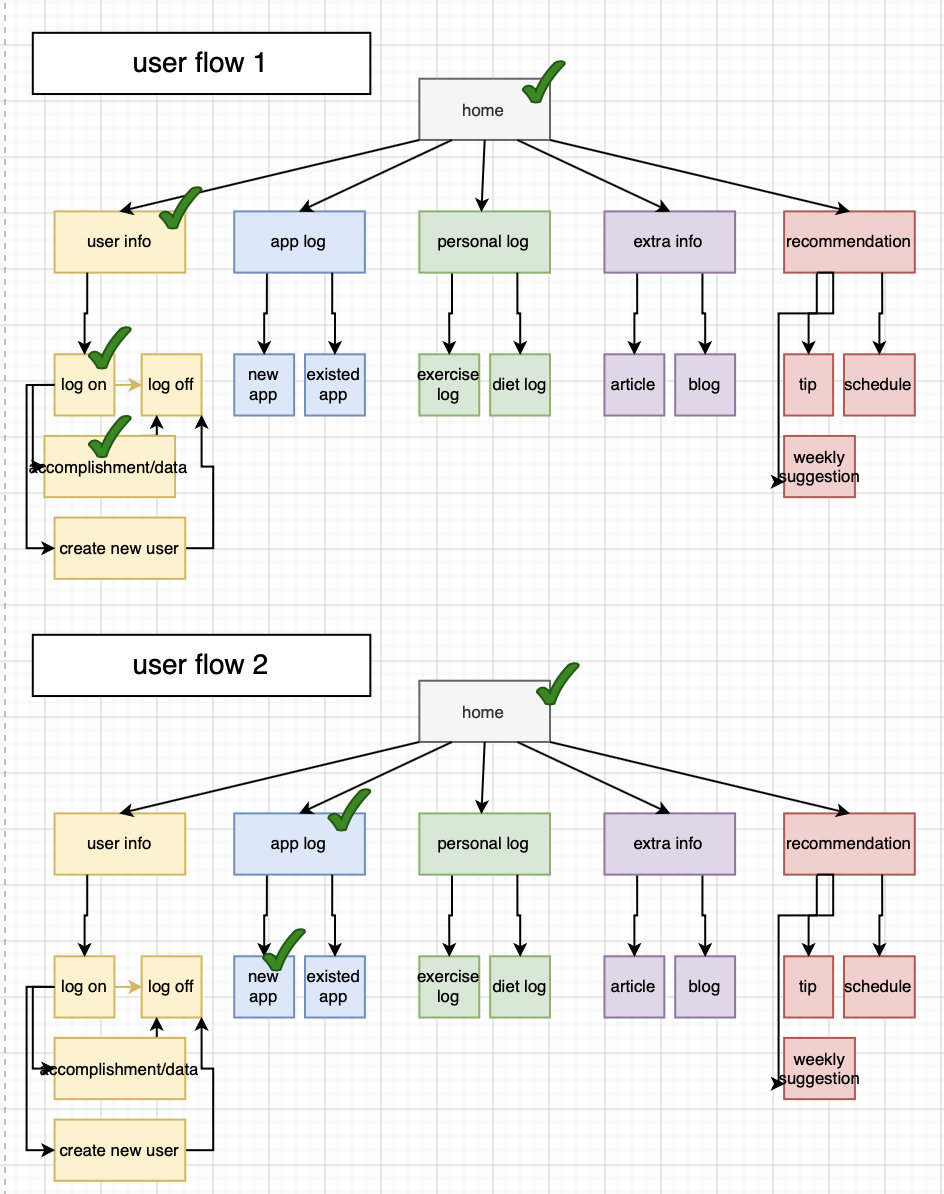 user flow 1
home
user info
app log
personal log
extra info
recommendation
log on
log off
new
app
existed
app
exercise
log
diet log
article
blog
tip
schedule
accomplishment/data
weekly
suggestion
create new user
user flow 2
home
user info
app log
personal log
extra info
recommendation
log on
log off
new
app
existed
app
exercise
log
diet log
article
blog
tip
schedule
accomplishment/data
weekly
suggestion
create new user